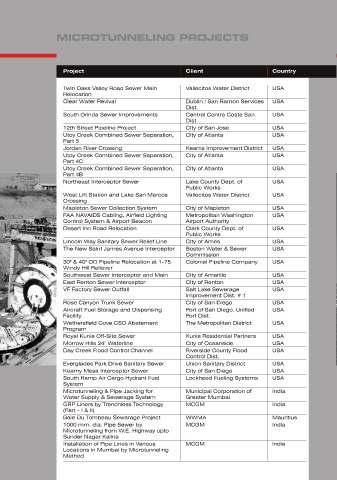 MICROTUNNELING PROJECTS
Project Client Country
Twin Oaks Valley Road Sewer Main Vallecitos Water District USA
Relocation
Clear Water Revival Dublin / San Ramon Services USA
Dist.
South Orinda Sewer Improvements Central Contra Costa San. USA
Dist.
12th Street Pipeline Project City of San Jose USA
Utoy Creek Combined Sewer Separation, City of Atlanta USA
Part 5
Jordan River Crossing Kearns Improvement District USA
Utoy Creek Combined Sewer Separation, City of Atlanta USA
Part 4C
Utoy Creek Combined Sewer Separation, City of Atlanta USA
Part 4B
Northeast Interceptor Sewer Lake County Dept. of USA
Public Works
West Lift Station and Lake San Marcos Vallecitos Water District USA
Crossing
Mapleton Sewer Collection System City of Mapleton USA
FAA NAVAIDS Cabling, Airfield Lighting Metropolitan Washington USA
Control System & Airport Beacon Airport Authority
Desert Inn Road Relocation Clark County Dept. of USA
Public Works
Lincoln Way Sanitary Sewer Relief Line City of Ames USA
The New Saint James Avenue Interceptor Boston Water & Sewer USA
Commission
30" & 40" OD Pipeline Relocation at 1-75 Colonial Pipeline Company USA
Windy Hill Flatiover
Southwest Sewer Interceptor and Main City of Amarillo USA
East Renton Sewer Interceptor City of Renton USA
VF Factory Sewer Outfall Salt Lake Sewerage USA
Improvement Dist. # 1
Rose Canyon Trunk Sewer City of San Diego USA
Aircraft Fuel Storage and Dispensing Port of San Diego, Unified USA
Facility Port Dist.
Wethersfield Cove CSO Abatement The Metropolitan District USA
Program
Royal Kunia Off-Site Sewer Kunia Residential Partners USA
Morrow Hills 24" Waterline City of Oceanside USA
Day Creek Flood Control Channel Riverside County Flood USA
Control Dist.
Everglades Park Drive Sanitary Sewer Union Sanitary District USA
Kearny Mesa Interceptor Sewer City of San Diego USA
South Ramp Air Cargo Hydrant Fuel Lockheed Fueling Systems USA
System
Microtunneling & Pipe Jacking for Municipal Corporation of India
Water Supply & Sewerage System Greater Mumbai
GRP Liners by Trenchless Technology MCGM India
(Part - I & II)
Baie Du Tombeau Sewerage Project WWMA Mauritius
1000 mm. dia. Pipe Sewer by MCGM India
Microtunneling from W.E. Highway upto
Sunder Nagar Kalina
Installation of Pipe Lines in Various MCGM India
Locations in Mumbai by Microtunneling
Method